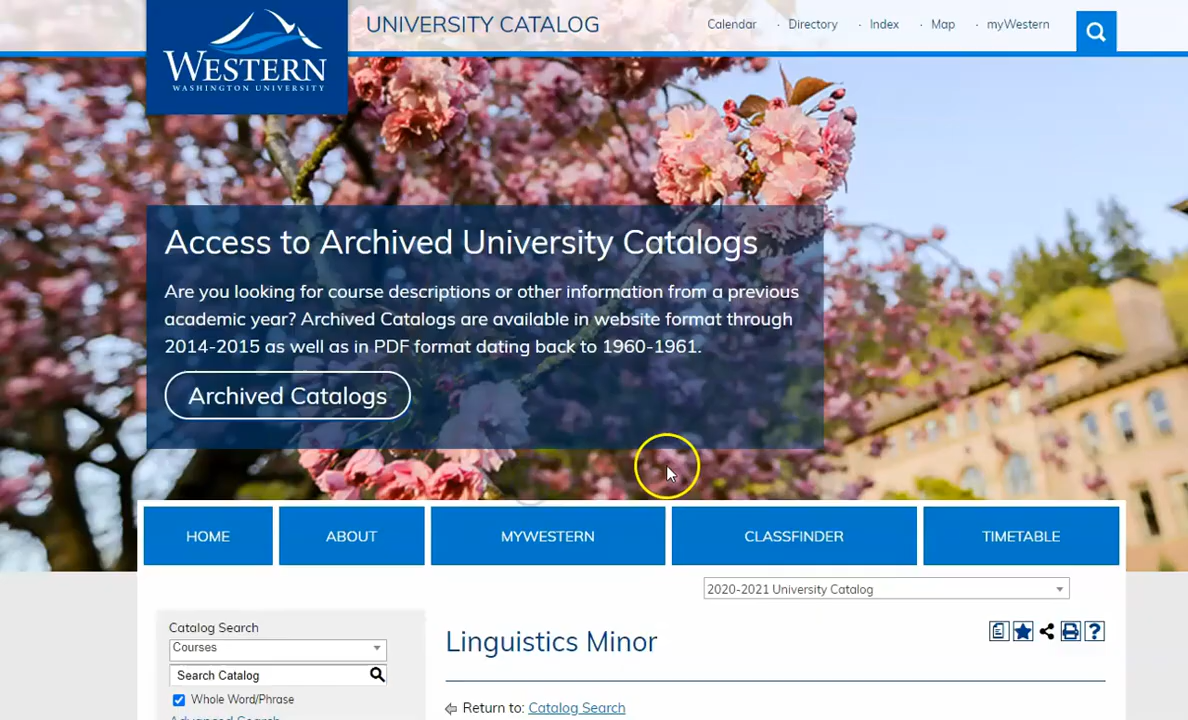 WESTERN
WASHINGTON UNIVERSITY
UNIVERSITY CATALOG
Calendar · Directory · Index · Map · myWestern
Access to Archived University Catalogs
Are you looking for course descriptions or other information from a previous
academic year? Archived Catalogs are available in website format through
2014-2015 as well as in PDF format dating back to 1960-1961.
Archived Catalogs
HOME ABOUT MYWESTERN CLASSFINDER TIMETABLE
2020-2021 University Catalog
Catalog Search
Courses
Search Catalog
Whole Word/Phrase
Advanced Search
Linguistics Minor
?
Return to: Catalog Search